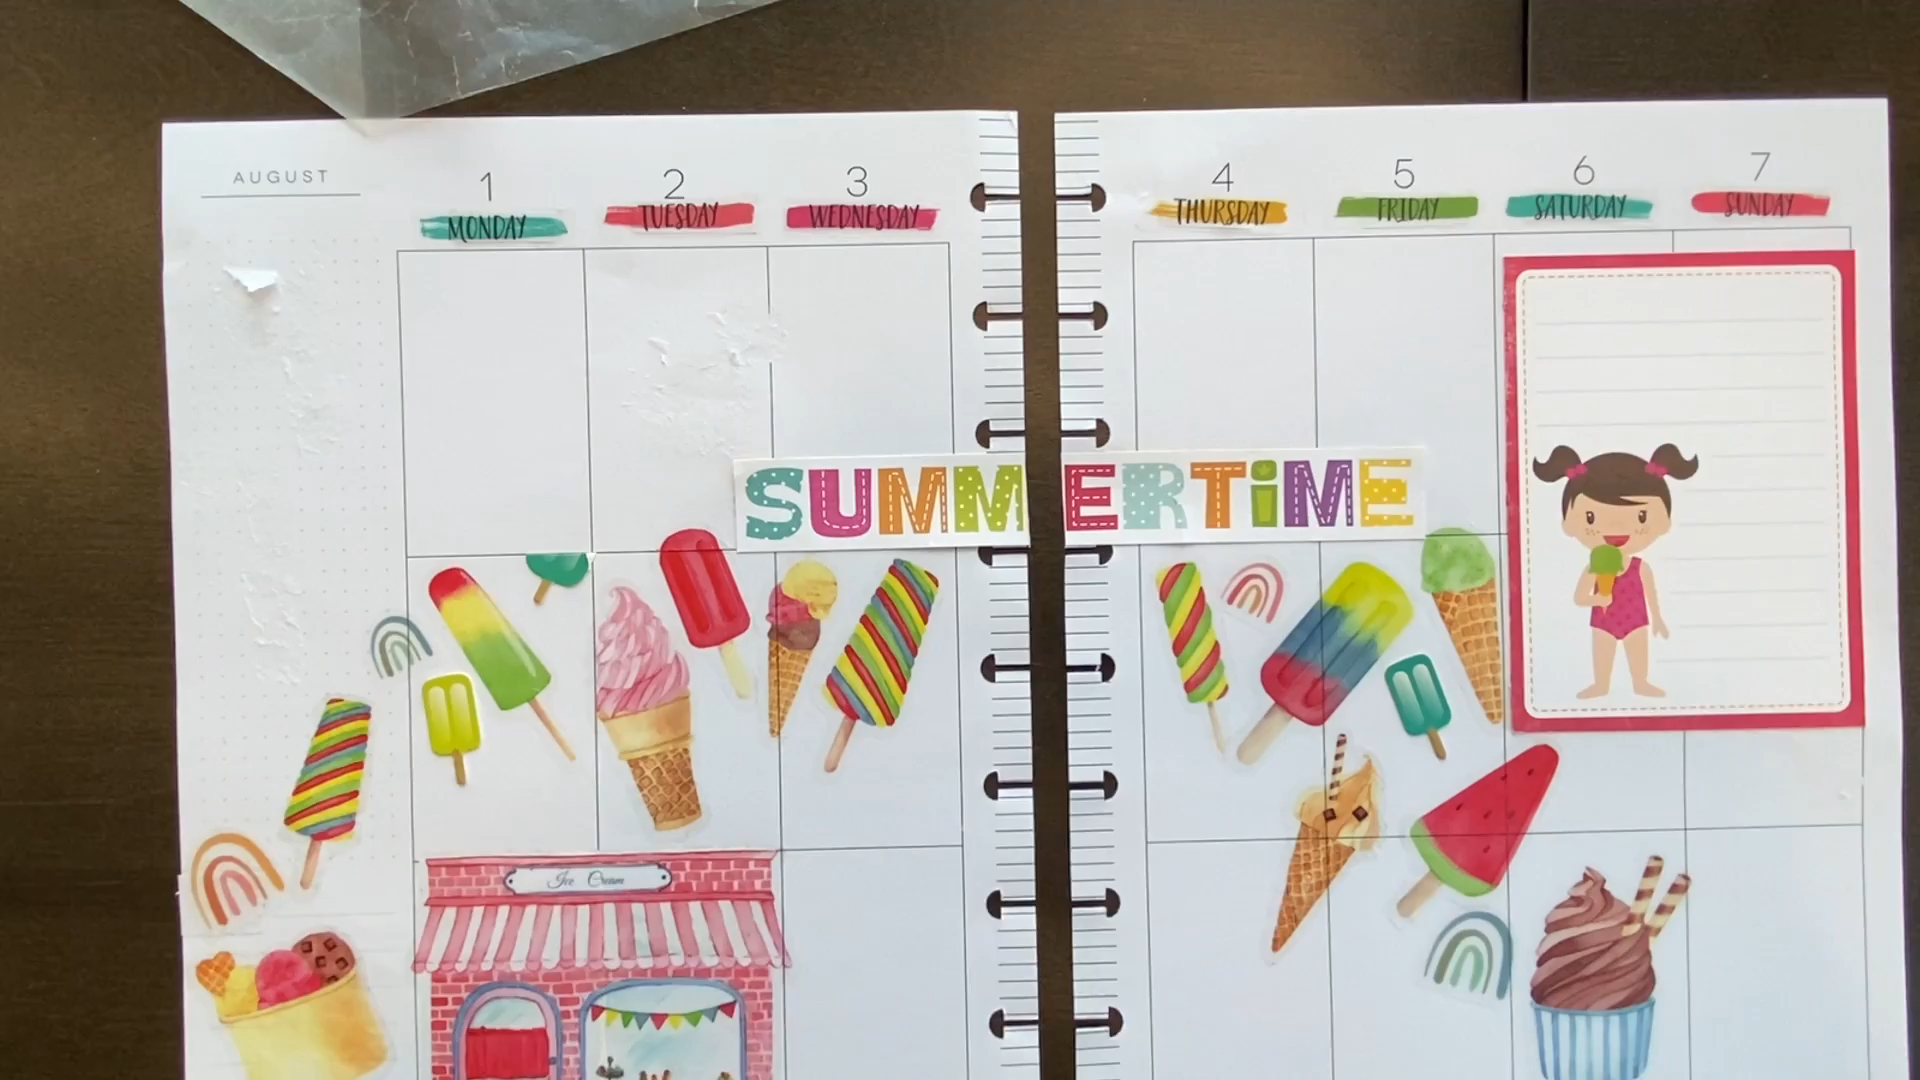 AUGUST
1 2 3 4 5 6 7
MONDAY TUESDAY WEDNESDAY THURSDAY FRIDAY SATURDAY SUNDAY
SUMMERTiME
Ice Cream